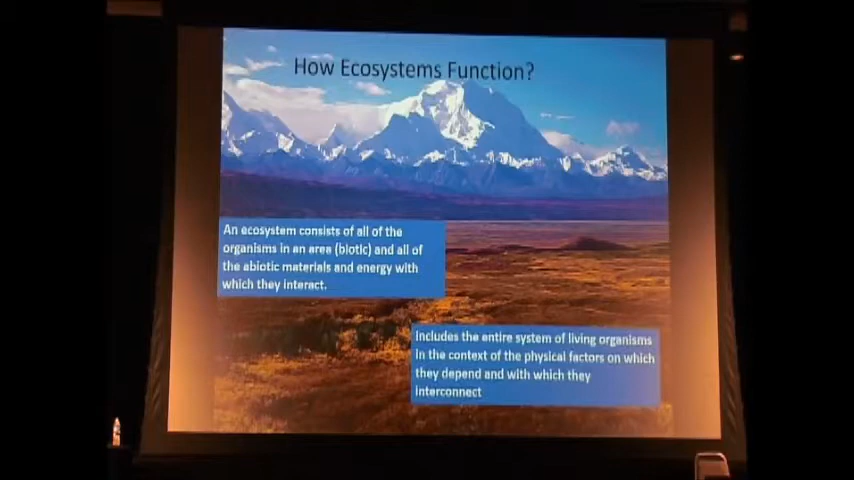 How Ecosystems Function?
An ecosystem consists of all of the
organisms in an area (biotic) and all of
the abiotic materials and energy with
which they interact.
Includes the entire system of living organisms
in the context of the physical factors on which
they depend and with which they
interconnect